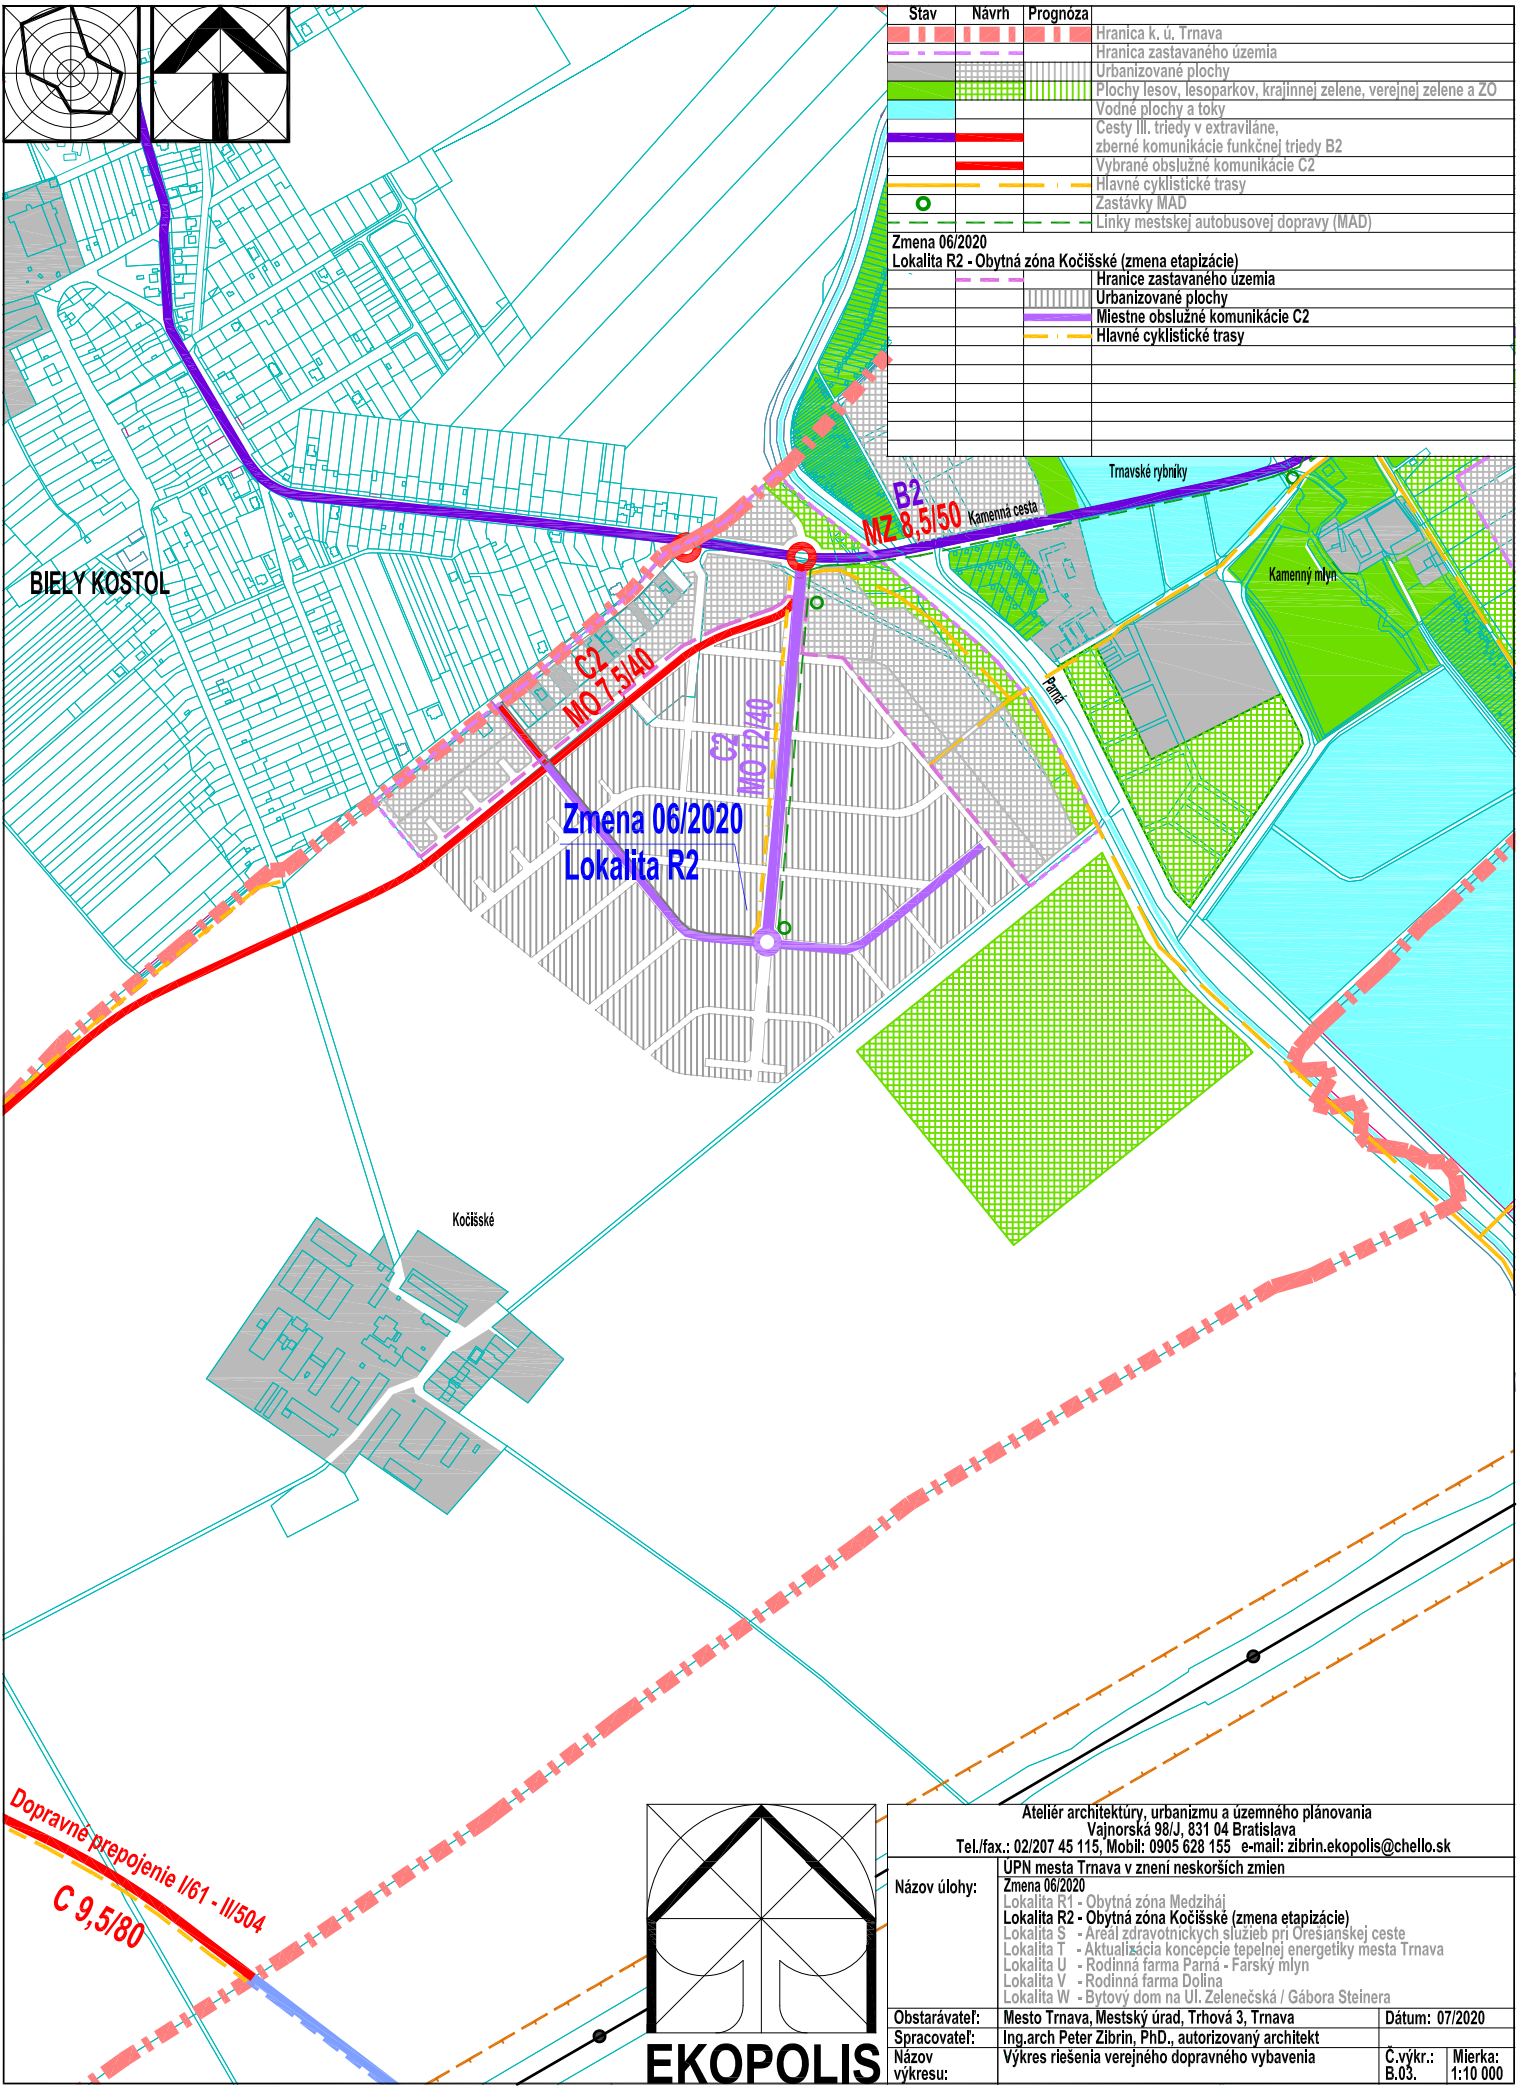 Stav Návrh Prognóza
Hranica k. ú. Trnava
Hranica zastavaného územia
Urbanizované plochy
Plochy lesov, lesoparkov, krajinnej zelene, verejnej zelene a ZO
Vodné plochy a toky
Cesty III. triedy v extraviláne,
zberné komunikácie funkčnej triedy B2
Vybrané obslužné komunikácie C2
Hlavné cyklistické trasy
Zastávky MAD
Linky mestskej autobusovej dopravy (MAD)
Zmena 06/2020
Lokalita R2 - Obytná zóna Kočišské (zmena etapizácie)
Hranice zastavaného územia
Urbanizované plochy
Miestne obslužné komunikácie C2
Hlavné cyklistické trasy
Trnavské rybníky
B2
MZ 8,5/50
Kamenná cesta
Kamenný mlyn
BIELY KOSTOL
C2
MO 7,5/40
Parná
C2
MO 12/40
Zmena 06/2020
Lokalita R2
Kočišské
Dopravné prepojenie I/61 - II/504
C 9,5/80
EKOPOLIS
Ateliér architektúry, urbanizmu a územného plánovania
Vajnorská 98/J, 831 04 Bratislava
Tel./fax.: 02/207 45 115, Mobil: 0905 628 155 e-mail: zibrin.ekopolis@chello.sk
Názov úlohy:
ÚPN mesta Trnava v znení neskorších zmien
Zmena 06/2020
Lokalita R1 - Obytná zóna Medziháj
Lokalita R2 - Obytná zóna Kočišské (zmena etapizácie)
Lokalita S - Areál zdravotníckych služieb pri Orešianskej ceste
Lokalita T - Aktualizácia koncepcie tepelnej energetiky mesta Trnava
Lokalita U - Rodinná farma Parná - Farský mlyn
Lokalita V - Rodinná farma Dolina
Lokalita W - Bytový dom na Ul. Zelenečská / Gábora Steinera
Obstarávateľ: Mesto Trnava, Mestský úrad, Trhová 3, Trnava Dátum: 07/2020
Spracovateľ: Ing.arch Peter Zibrin, PhD., autorizovaný architekt
Názov výkresu: Výkres riešenia verejného dopravného vybavenia
Č.výkr.: B.03.
Mierka: 1:10 000